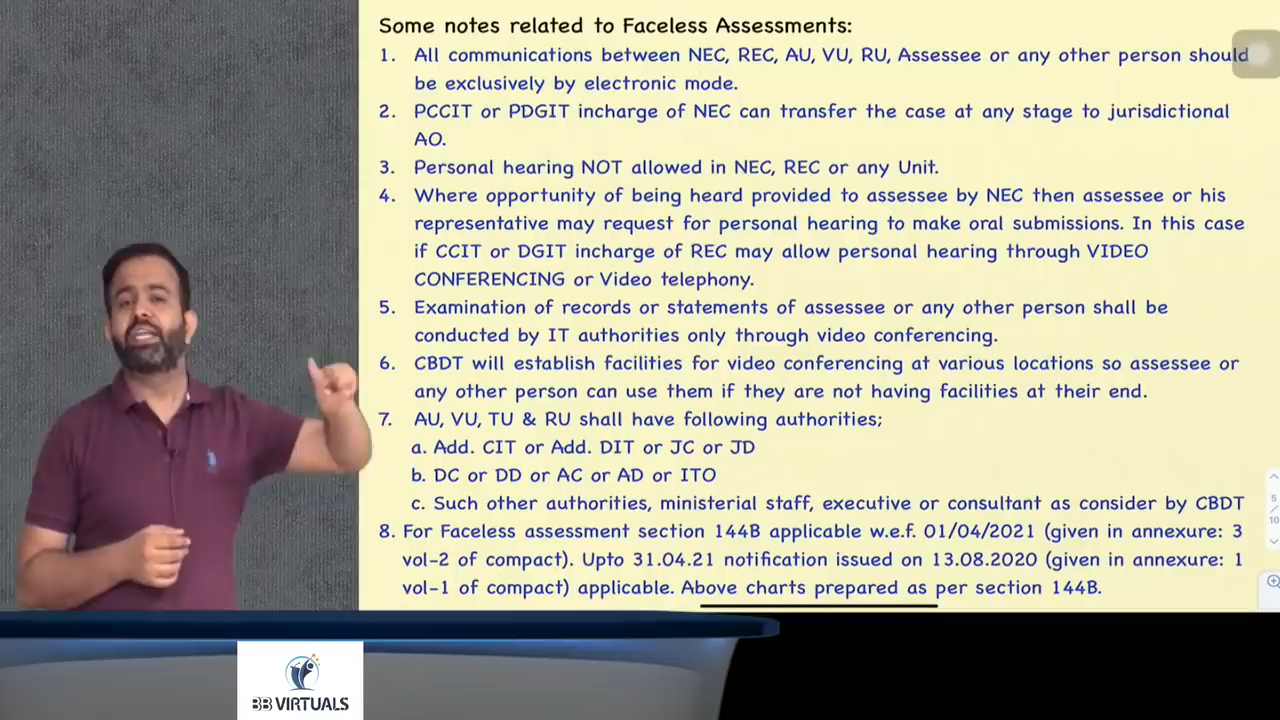 Some notes related to Faceless Assessments:
1. All communications between NEC, REC, AU, VU, RU, Assessee or any other person should
be exclusively by electronic mode.
2. PCCIT or PDGIT incharge of NEC can transfer the case at any stage to jurisdictional
AO.
3. Personal hearing NOT allowed in NEC, REC or any Unit.
4. Where opportunity of being heard provided to assessee by NEC then assessee or his
representative may request for personal hearing to make oral submissions. In this case
if CCIT or DGIT incharge of REC may allow personal hearing through VIDEO
CONFERENCING or Video telephony.
5. Examination of records or statements of assessee or any other person shall be
conducted by IT authorities only through video conferencing.
6. CBDT will establish facilities for video conferencing at various locations so assessee or
any other person can use them if they are not having facilities at their end.
7. AU, VU, TU & RU shall have following authorities;
a. Add. CIT or Add. DIT or JC or JD
b. DC or DD or AC or AD or ITO
c. Such other authorities, ministerial staff, executive or consultant as consider by CBDT
8. For Faceless assessment section 144B applicable w.e.f. 01/04/2021 (given in annexure: 3
vol-2 of compact). Upto 31.04.21 notification issued on 13.08.2020 (given in annexure: 1
vol-1 of compact) applicable. Above charts prepared as per section 144B.
5
/
10
BB VIRTUALS